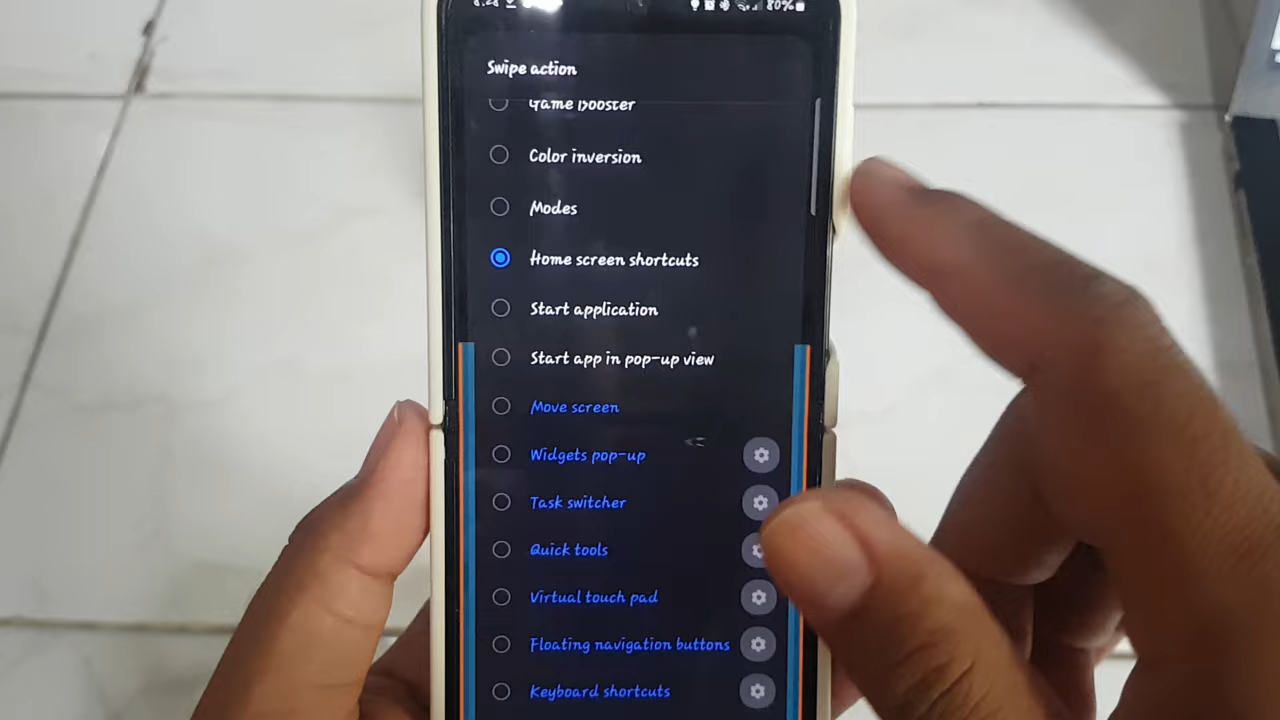 80%
Swipe action
Game Booster
Color inversion
Modes
Home screen shortcuts
Start application
Start app in pop-up view
Move screen
Widgets pop-up
Task switcher
Quick tools
Virtual touch pad
Floating navigation buttons
Keyboard shortcuts